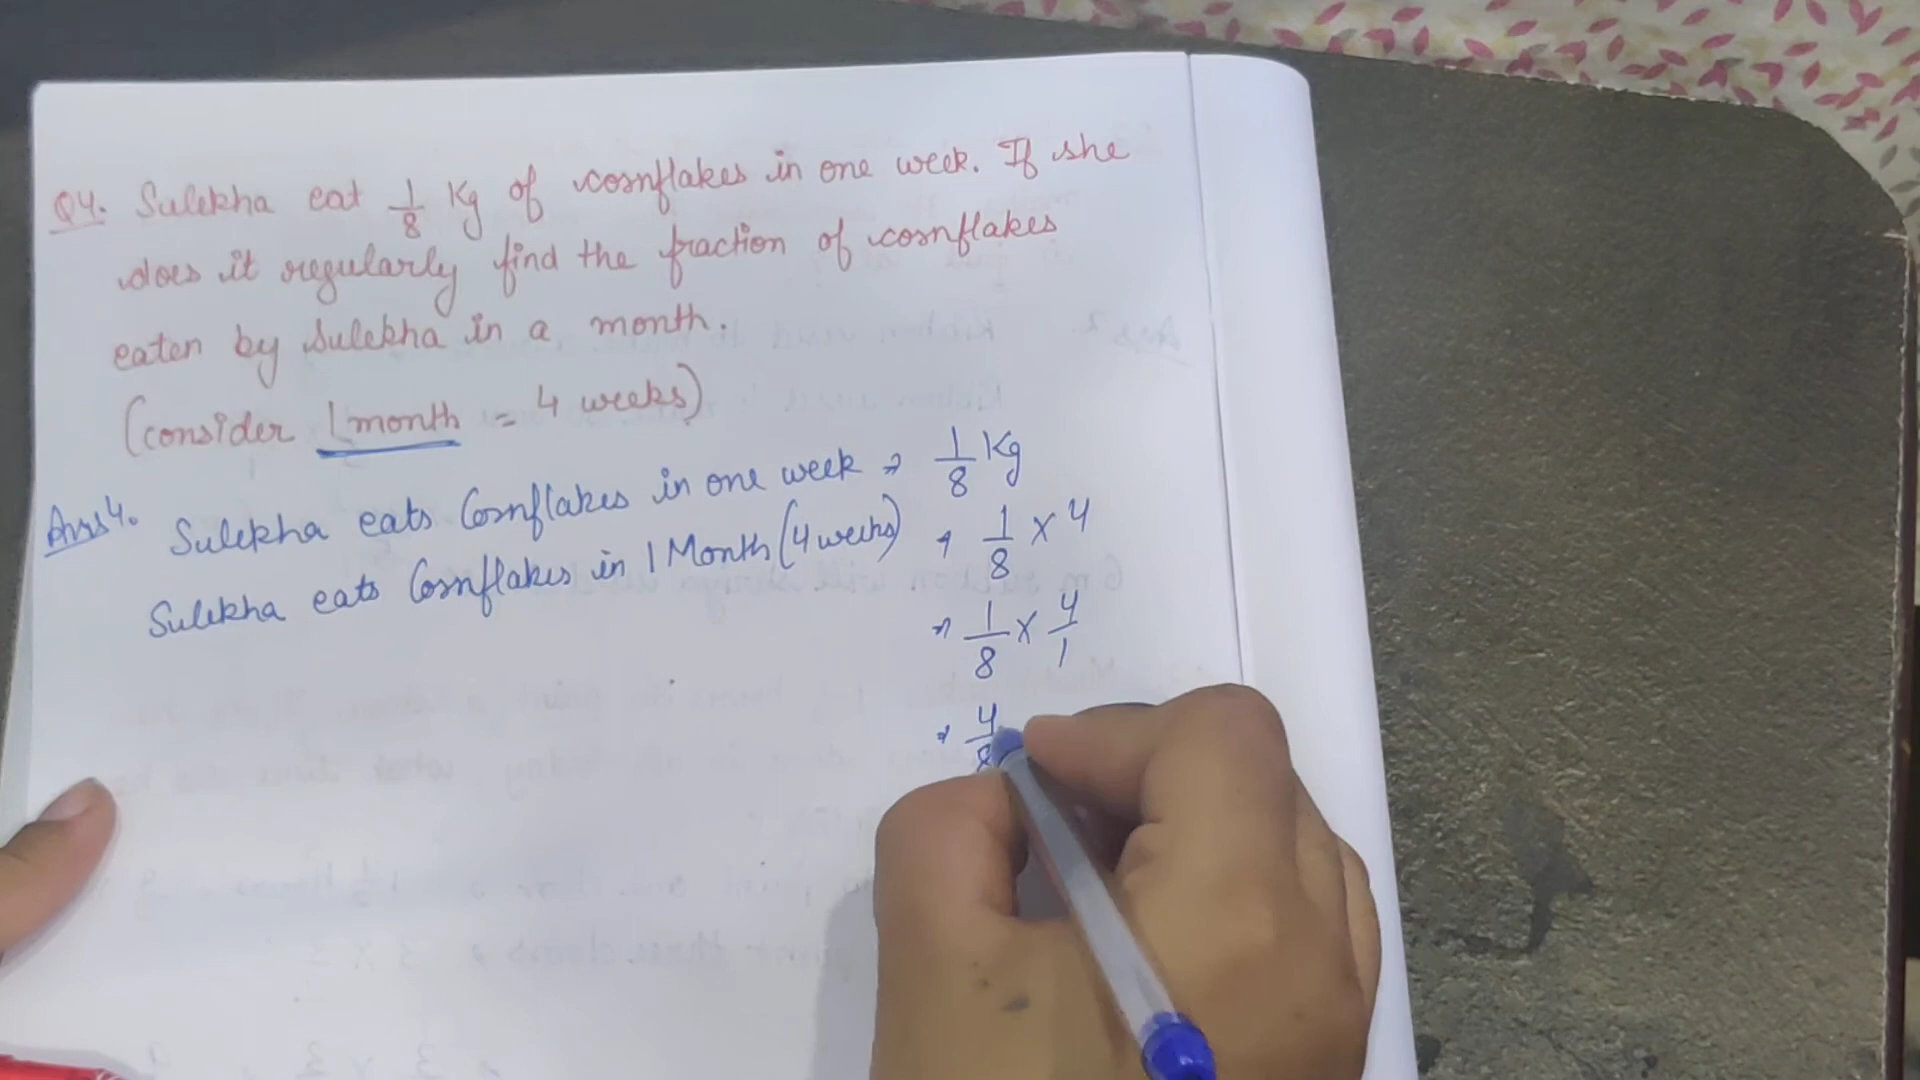 Q4. Sulekha eat 1/8 Kg of cornflakes in one week. If she
does it regularly find the fraction of cornflakes
eaten by Sulekha in a month.
(consider 1 month = 4 weeks)
Ans4. Sulekha eats Cornflakes in one week → 1/8 Kg
Sulekha eats Cornflakes in 1 Month (4 weeks) → 1/8 × 4
→ 1/8 × 4/1
→ 4/8